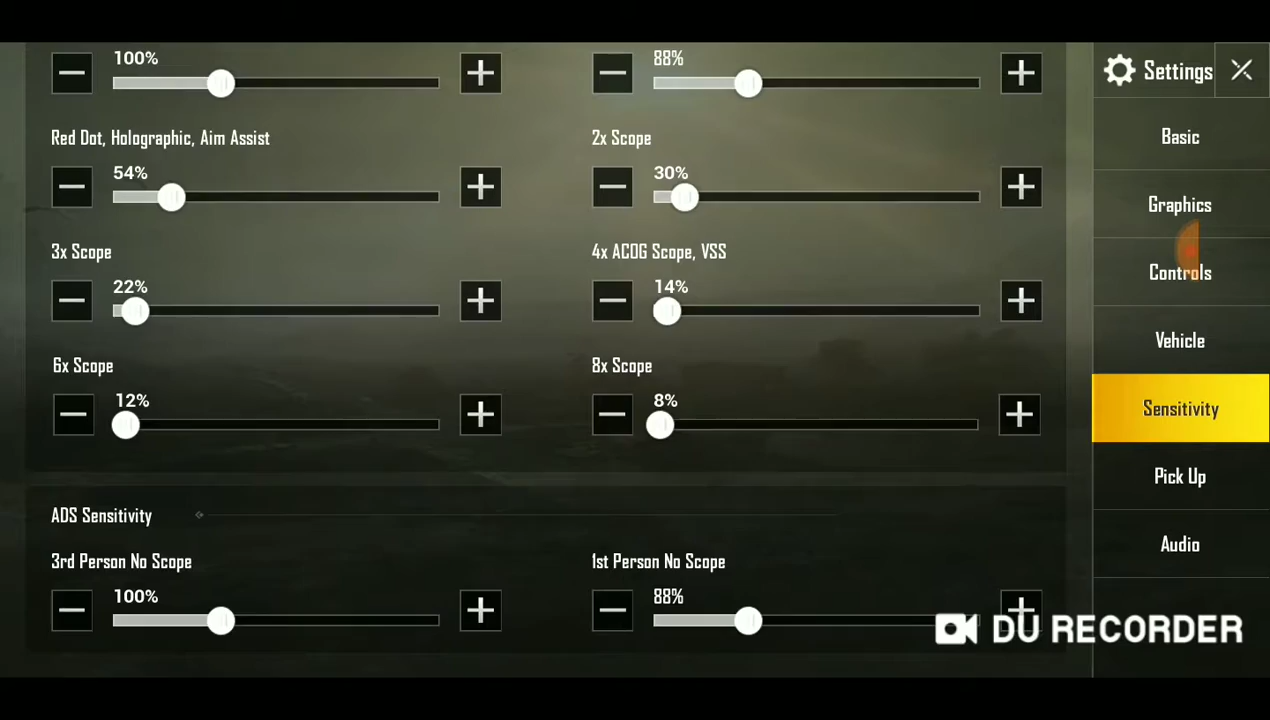 100%
88%
Settings
Red Dot, Holographic, Aim Assist
2x Scope
Basic
54%
30%
Graphics
3x Scope
4x ACOG Scope, VSS
Controls
22%
14%
Vehicle
6x Scope
8x Scope
12%
8%
Sensitivity
Pick Up
ADS Sensitivity
Audio
3rd Person No Scope
1st Person No Scope
100%
88%
DU RECORDER